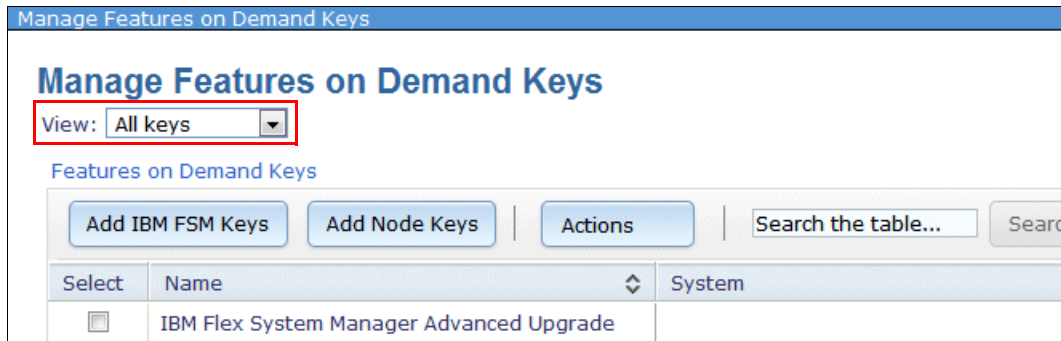 Manage Features on Demand Keys
Manage Features on Demand Keys
View: All keys
Features on Demand Keys
Add IBM FSM Keys Add Node Keys Actions Search the table... Searc
Select Name System
IBM Flex System Manager Advanced Upgrade